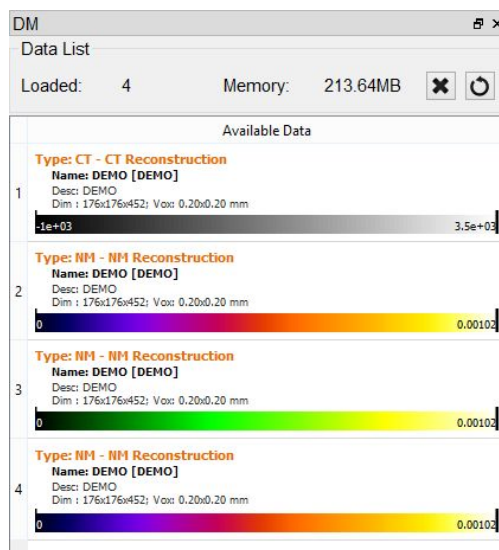 DM
Data List
Loaded: 4 Memory: 213.64MB
Available Data
1
Type: CT - CT Reconstruction
Name: DEMO [DEMO]
Desc: DEMO
Dim : 176x176x452; Vox: 0.20x0.20 mm
-1e+03 3.5e+03
2
Type: NM - NM Reconstruction
Name: DEMO [DEMO]
Desc: DEMO
Dim : 176x176x452; Vox: 0.20x0.20 mm
0 0.00102
3
Type: NM - NM Reconstruction
Name: DEMO [DEMO]
Desc: DEMO
Dim : 176x176x452; Vox: 0.20x0.20 mm
0 0.00102
4
Type: NM - NM Reconstruction
Name: DEMO [DEMO]
Desc: DEMO
Dim : 176x176x452; Vox: 0.20x0.20 mm
0 0.00102